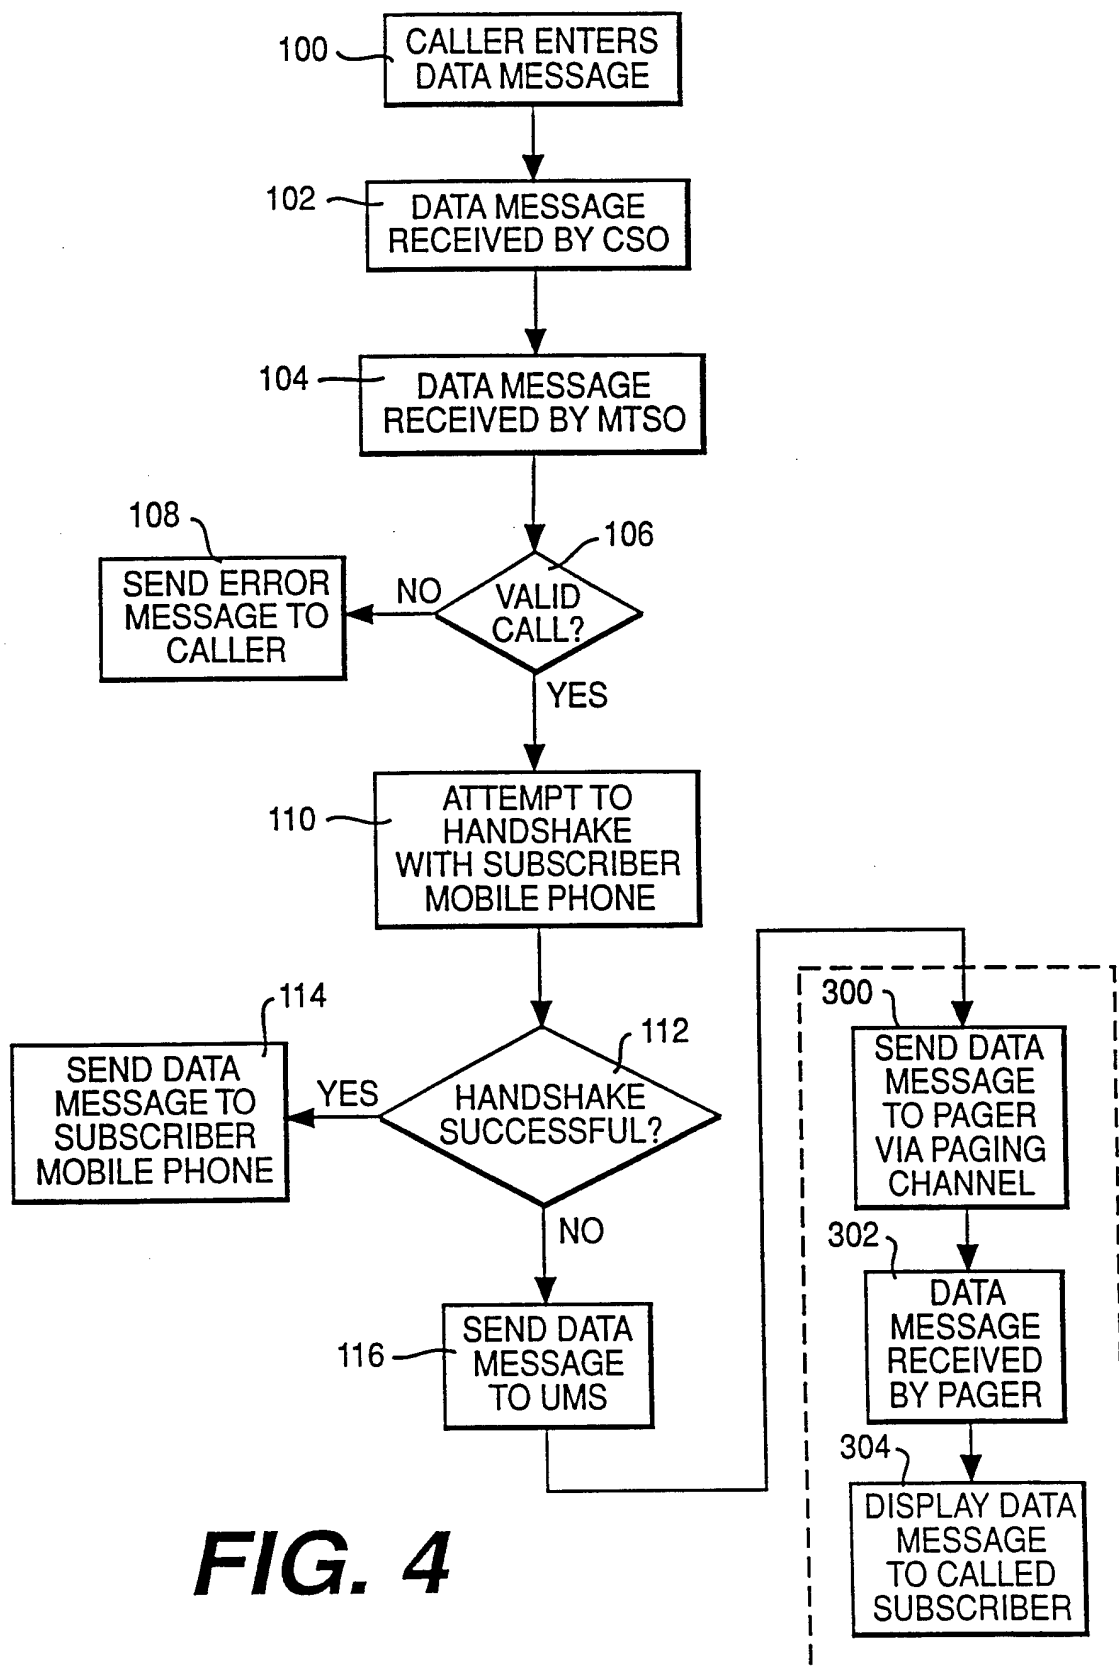 100
CALLER ENTERS
DATA MESSAGE
102
DATA MESSAGE
RECEIVED BY CSO
104
DATA MESSAGE
RECEIVED BY MTSO
106
VALID
CALL?
NO
108
SEND ERROR
MESSAGE TO
CALLER
YES
110
ATTEMPT TO
HANDSHAKE
WITH SUBSCRIBER
MOBILE PHONE
112
HANDSHAKE
SUCCESSFUL?
YES
114
SEND DATA
MESSAGE TO
SUBSCRIBER
MOBILE PHONE
NO
116
SEND DATA
MESSAGE
TO UMS
300
SEND DATA
MESSAGE
TO PAGER
VIA PAGING
CHANNEL
302
DATA
MESSAGE
RECEIVED
BY PAGER
304
DISPLAY DATA
MESSAGE
TO CALLED
SUBSCRIBER
FIG. 4